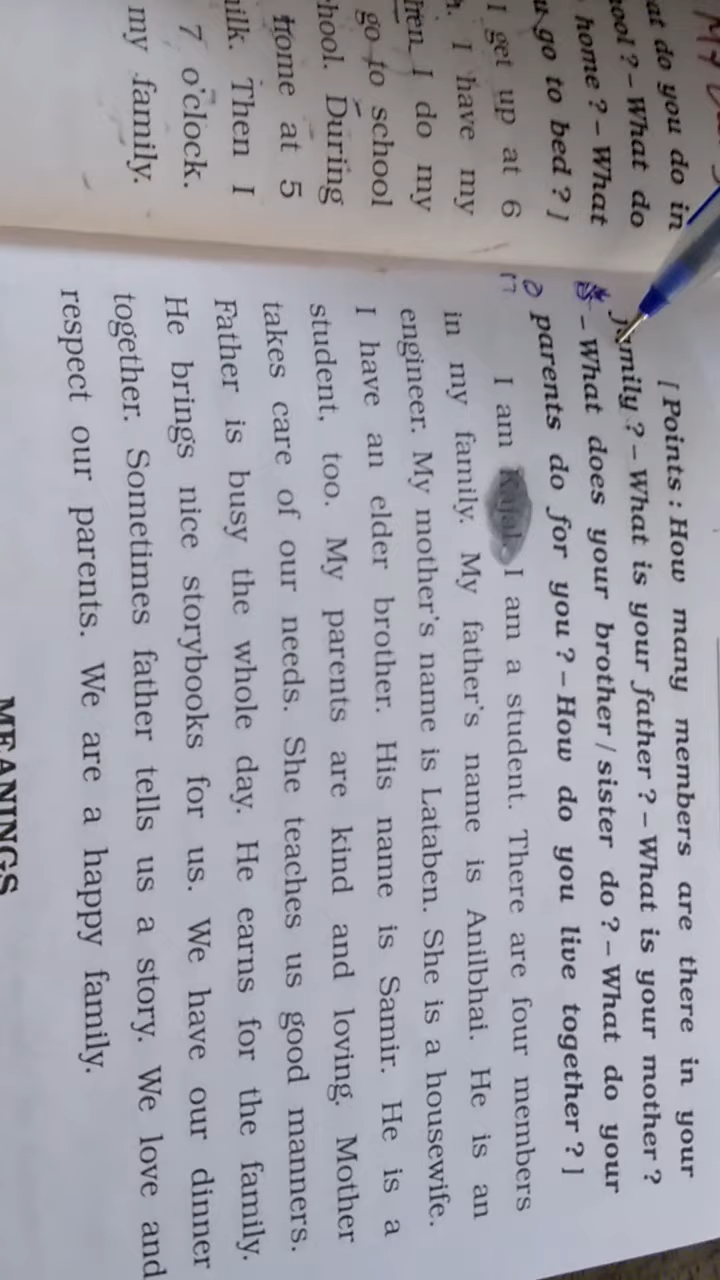 at do you do in
ool ? – What do
home ? – What
u go to bed ? ]
I get up at 6
h. I have my
hen I do my
go to school
hool. During
home at 5
ilk. Then I
7 o'clock.
my family.
[ Points : How many members are there in your
family ? – What is your father ? – What is your mother ?
– What does your brother / sister do ? – What do your
parents do for you ? – How do you live together ? ]
I am Kajal. I am a student. There are four members
in my family. My father's name is Anilbhai. He is an
engineer. My mother's name is Lataben. She is a housewife.
I have an elder brother. His name is Samir. He is a
student, too. My parents are kind and loving. Mother
takes care of our needs. She teaches us good manners.
Father is busy the whole day. He earns for the family.
He brings nice storybooks for us. We have our dinner
together. Sometimes father tells us a story. We love and
respect our parents. We are a happy family.
MEANINGS